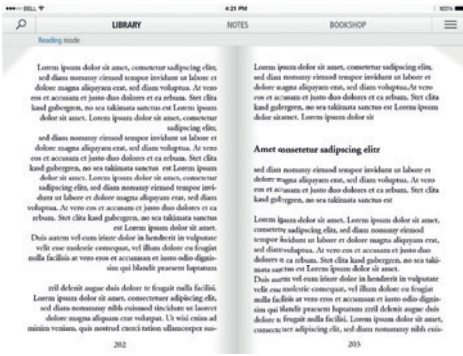 BELL
4:21 PM
100%
LIBRARY
NOTES
BOOKSHOP
Reading mode
Lorem ipsum dolor sit amet, consetetur sadipscing elitr,
sed diam nonumy eirmod tempor invidunt ut labore et
dolore magna aliquyam erat, sed diam voluptua. At vero
eos et accusam et justo duo dolores et ea rebum. Stet clita
kasd gubergren, no sea takimata sanctus est Lorem ipsum
dolor sit amet. Lorem ipsum dolor sit amet, consetetur
sadipscing elitr,
sed diam nonumy eirmod tempor invidunt ut labore et
dolore magna aliquyam erat, sed diam voluptua. At vero
eos et accusam et justo duo dolores et ea rebum. Stet clita
kasd gubergren, no sea takimata sanctus est Lorem ipsum
dolor sit amet. Lorem ipsum dolor sit amet, consetetur
sadipscing elitr, sed diam nonumy eirmod tempor invi-
dunt ut labore et dolore magna aliquyam erat, sed diam
voluptua. At vero eos et accusam et justo duo dolores et ea
rebum. Stet clita kasd gubergren, no sea takimata sanctus
est Lorem ipsum dolor sit amet.
Duis autem vel eum iriure dolor in hendrerit in vulputate
velit esse molestie consequat, vel illum dolore eu feugiat
nulla facilisis at vero eros et accumsan et iusto odio dignis-
sim qui blandit praesent luptatum
zril delenit augue duis dolore te feugait nulla facilisi.
Lorem ipsum dolor sit amet, consectetuer adipiscing elit,
sed diam nonummy nibh euismod tincidunt ut laoreet
dolore magna aliquam erat volutpat. Ut wisi enim ad
minim veniam, quis nostrud exerci tation ullamcorper sus-
202
Lorem ipsum dolor sit amet, consetetur sadipscing elitr,
sed diam nonumy eirmod tempor invidunt ut labore et
dolore magna aliquyam erat, sed diam voluptua.At vero
eos et accusam et justo duo dolores et ea rebum. Stet clita
kasd gubergren, no sea takimata sanctus est Lorem ipsum
dolor sitamet. Lorem ipsum dolor sit
Amet consetetur sadipscing elitr
sed diam nonumy eirmod tempor invidunt ut labore et
dolore magna aliquyam erat, sed diam voluptua. At vero
eos et accusam et justo duo dolores et ea rebum. Stet clita
kasd gubergren, no sea takimata sanctus est
Lorem ipsum dolor sit amet. Lorem ipsum dolor sit amet,
consetetur sadipscing elitr, sed diam nonumy eirmod
tempor invidunt ut labore et dolore magna aliquyam erat,
sed diamvoluptua. At vero eos et accusam et justo duo
dolores et ea rebum. Stet clita kasd gubergren, no sea taki-
mata sanctus est Lorem ipsum dolor sit amet.
Duis autem vel eum iriure dolor in hendrerit in vulputate
velit esse molestie consequat, vel illum dolore eu feugiat
nulla facilisis at vero eros et accumsan et iusto odio dignis-
sim qui blandit praesent luptatum zzril delenit augue duis
dolore te feugait nulla facilisi. Lorem ipsum dolor sit amet,
consectetuer adipiscing elit, sed diam nonummy nibh euis-
203